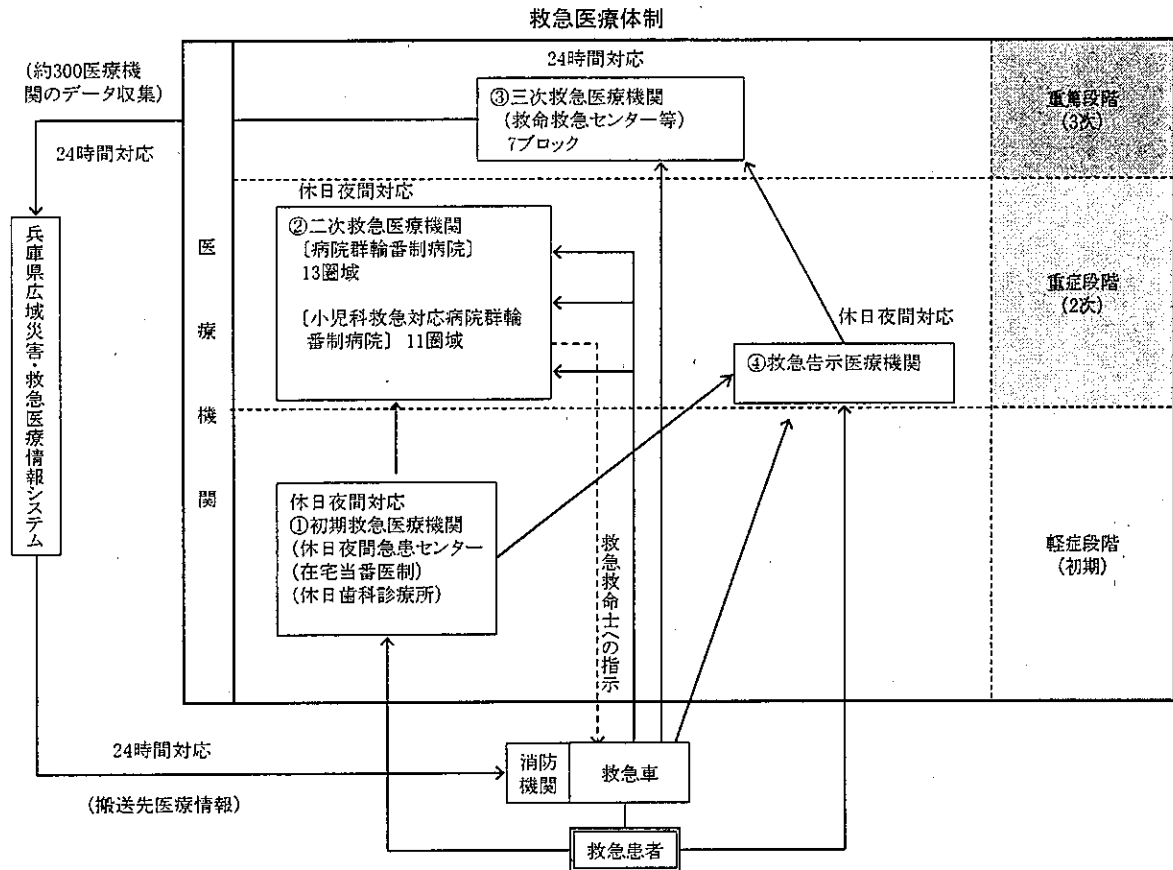 救急医療体制
(約300医療機
関のデータ収集)
24時間対応
24時間対応
③三次救急医療機関
(救命救急センター等)
7ブロック
重篤段階
(3次)
休日夜間対応
②二次救急医療機関
〔病院群輪番制病院〕
13圏域
〔小児科救急対応病院群輪
番制病院〕 11圏域
重症段階
(2次)
休日夜間対応
④救急告示医療機関
兵庫県広域災害・救急医療情報システム
医療機関
休日夜間対応
①初期救急医療機関
(休日夜間急患センター
(在宅当番医制)
(休日歯科診療所)
救急救命士への指示
軽症段階
(初期)
24時間対応
(搬送先医療情報)
消防
機関
救急車
救急患者